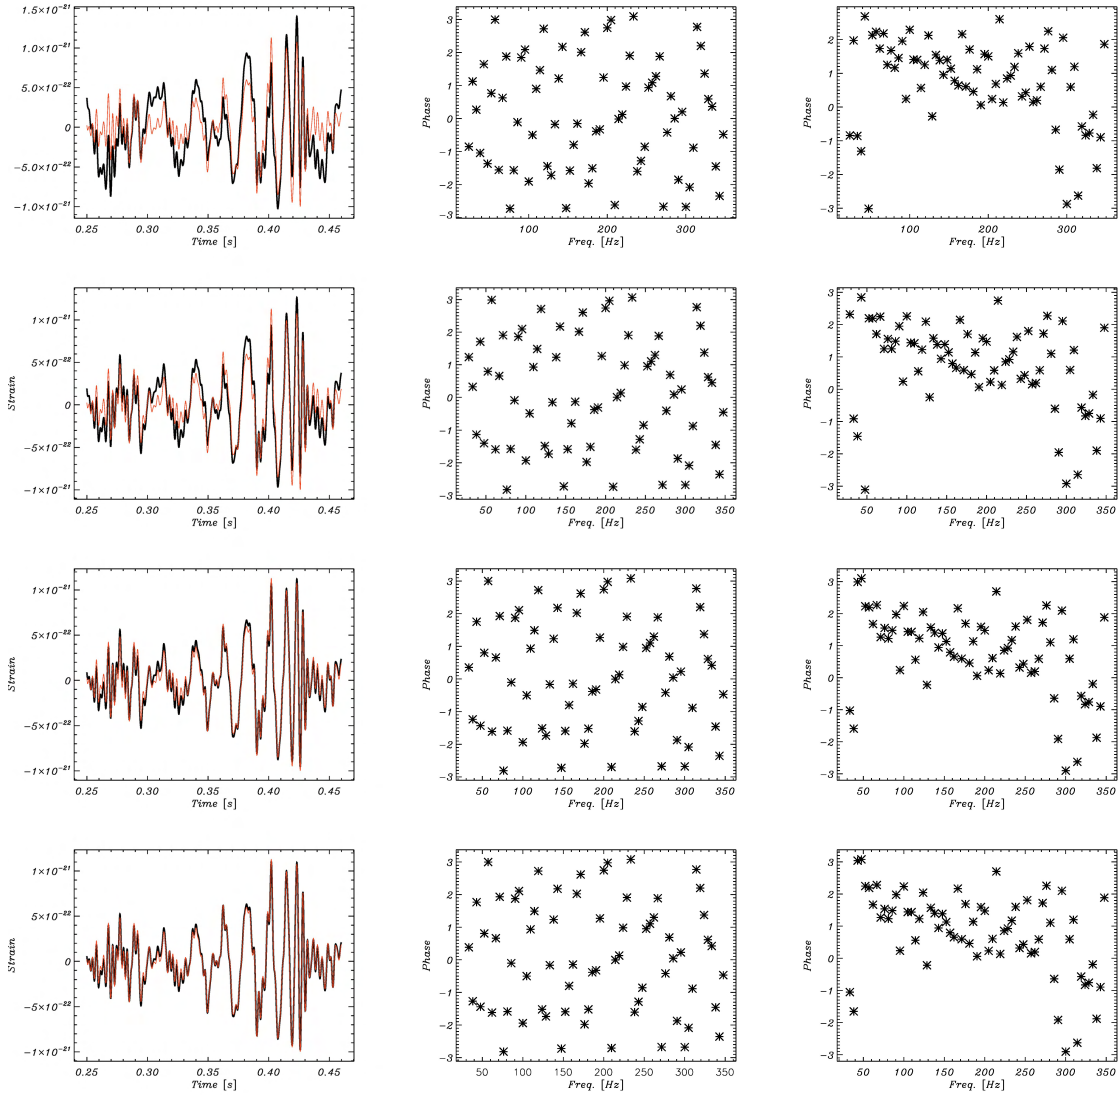 1.5×10⁻²¹
1.0×10⁻²¹
5.0×10⁻²²
0
−5.0×10⁻²²
−1.0×10⁻²¹
0.25 0.30 0.35 0.40 0.45
Time [s]
Phase
3
2
1
0
−1
−2
−3
100 200 300
Freq. [Hz]
Phase
3
2
1
0
−1
−2
−3
100 200 300
Freq. [Hz]
Strain
1×10⁻²¹
5×10⁻²²
0
−5×10⁻²²
−1×10⁻²¹
0.25 0.30 0.35 0.40 0.45
Time [s]
Phase
3
2
1
0
−1
−2
−3
50 100 150 200 250 300
Freq. [Hz]
Phase
3
2
1
0
−1
−2
−3
50 100 150 200 250 300 350
Freq. [Hz]
Strain
1×10⁻²¹
5×10⁻²²
0
−5×10⁻²²
−1×10⁻²¹
0.25 0.30 0.35 0.40 0.45
Time [s]
Phase
3
2
1
0
−1
−2
−3
50 100 150 200 250 300
Freq. [Hz]
Phase
3
2
1
0
−1
−2
−3
50 100 150 200 250 300 350
Freq. [Hz]
Strain
1×10⁻²¹
5×10⁻²²
0
−5×10⁻²²
−1×10⁻²¹
0.25 0.30 0.35 0.40 0.45
Time [s]
Phase
3
2
1
0
−1
−2
−3
50 100 150 200 250 300
Freq. [Hz]
Phase
3
2
1
0
−1
−2
−3
50 100 150 200 250 300 350
Freq. [Hz]